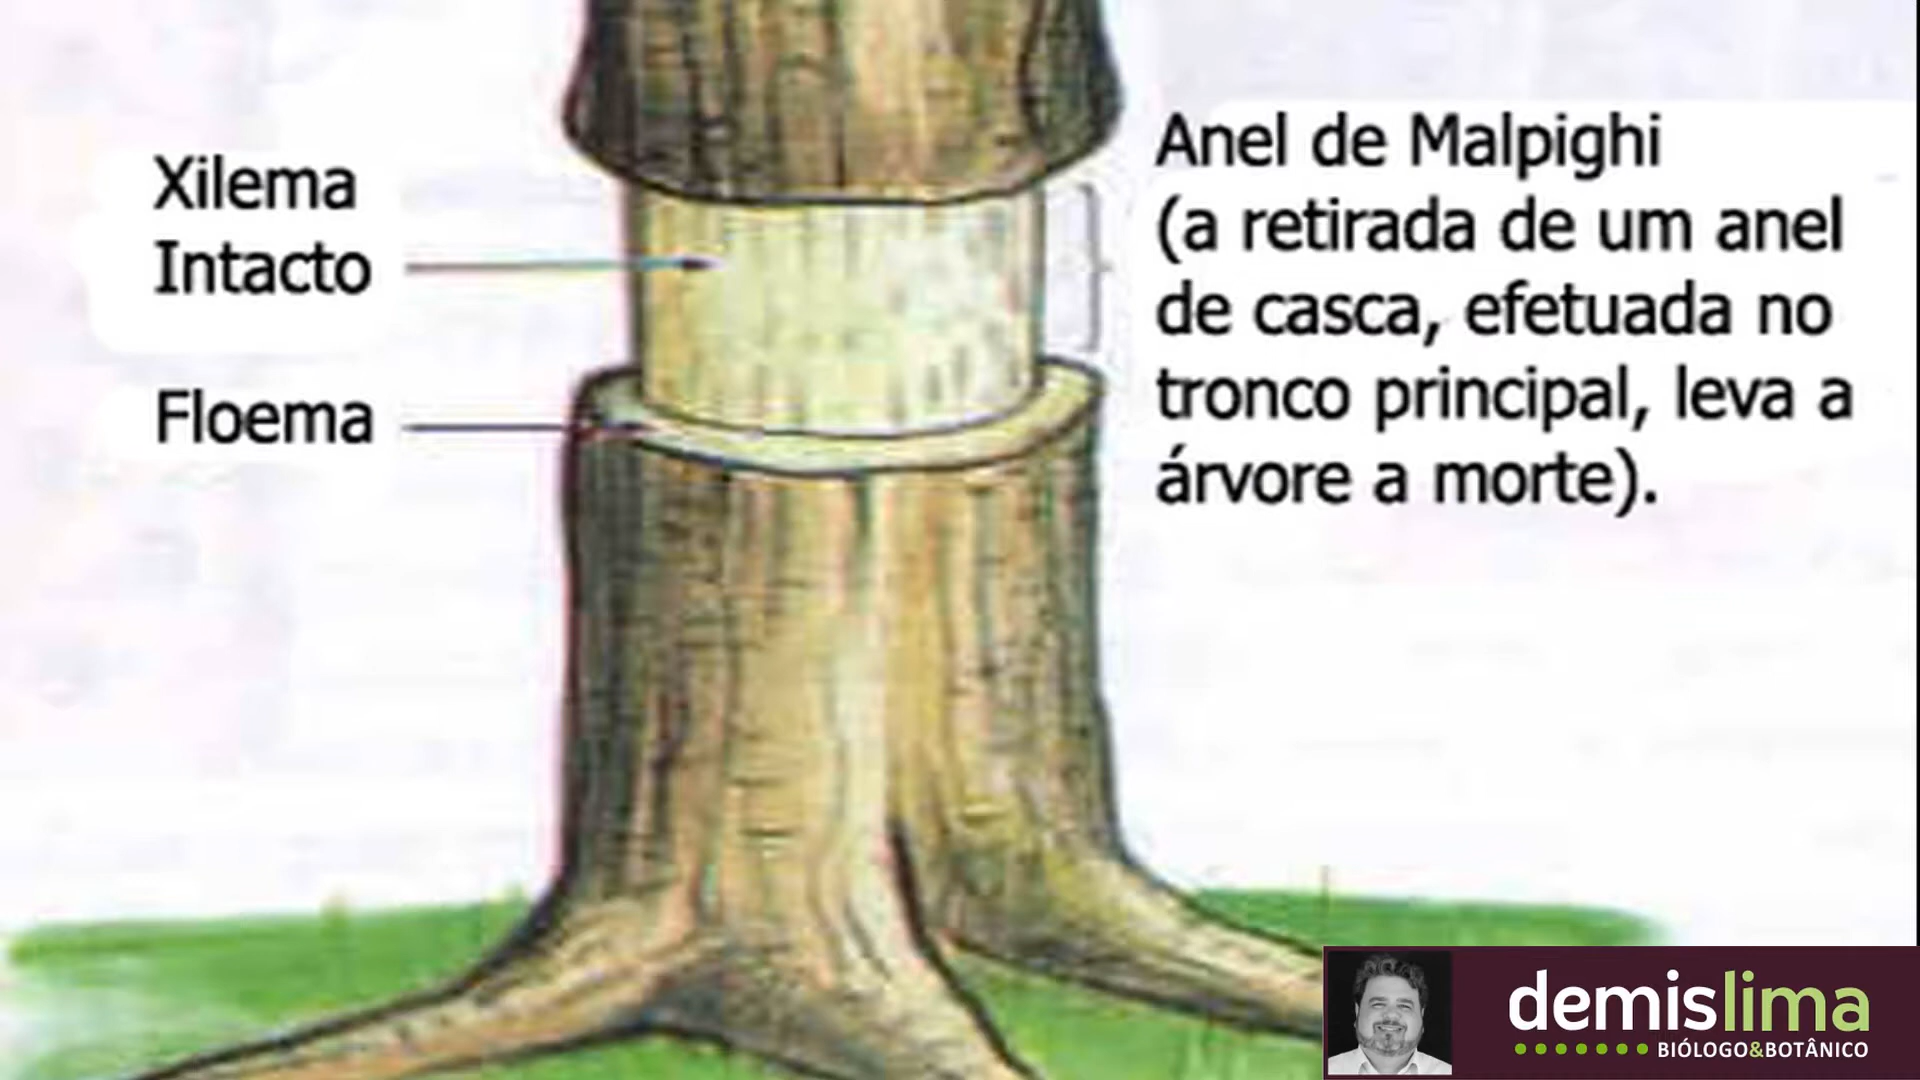 Xilema
Intacto
Floema
Anel de Malpighi
(a retirada de um anel
de casca, efetuada no
tronco principal, leva a
árvore a morte).
demislima
BIÓLOGO&BOTÂNICO